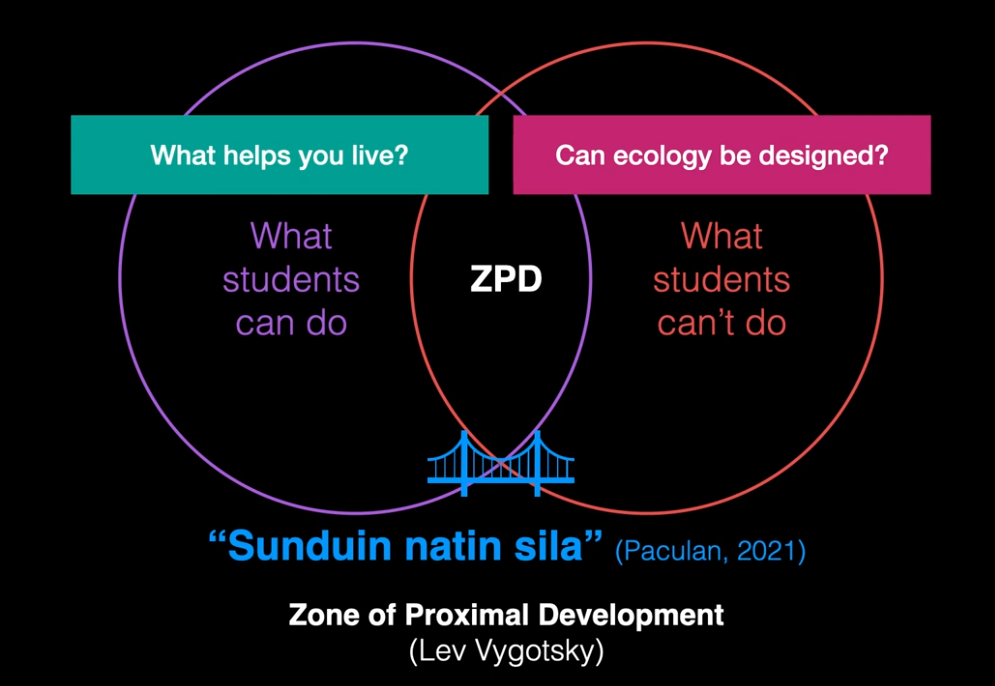 What helps you live?
Can ecology be designed?
What
students
can do
ZPD
What
students
can’t do
“Sunduin natin sila” (Paculan, 2021)
Zone of Proximal Development
(Lev Vygotsky)